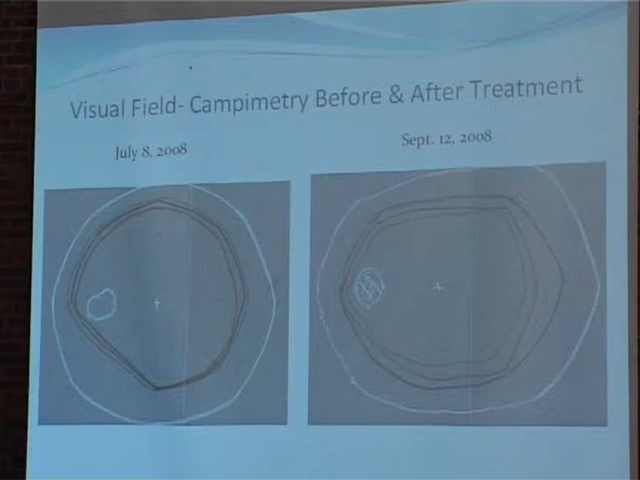 Visual Field- Campimetry Before & After Treatment
July 8, 2008
Sept. 12, 2008